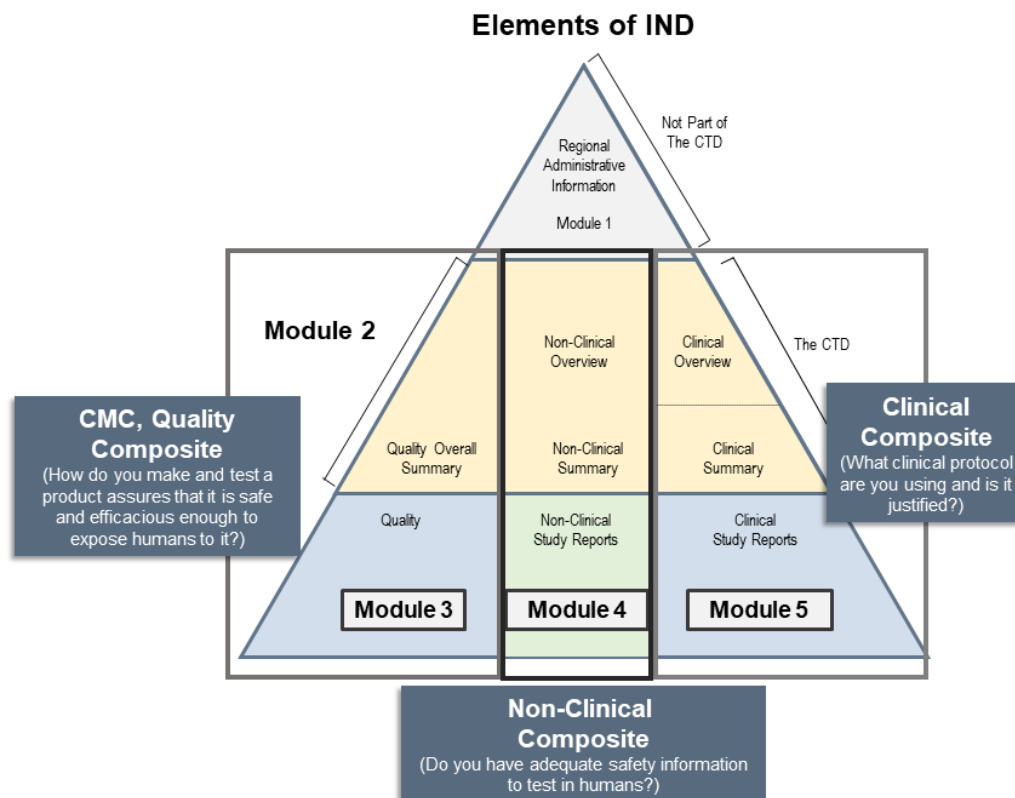 Elements of IND
Not Part of
The CTD
Regional
Administrative
Information
Module 1
Module 2
Non-Clinical
Overview
Clinical
Overview
The CTD
CMC, Quality
Composite
(How do you make and test a
product assures that it is safe
and efficacious enough to
expose humans to it?)
Quality Overall
Summary
Non-Clinical
Summary
Clinical
Summary
Clinical
Composite
(What clinical protocol
are you using and is it
justified?)
Quality
Non-Clinical
Study Reports
Clinical
Study Reports
Module 3
Module 4
Module 5
Non-Clinical
Composite
(Do you have adequate safety information
to test in humans?)